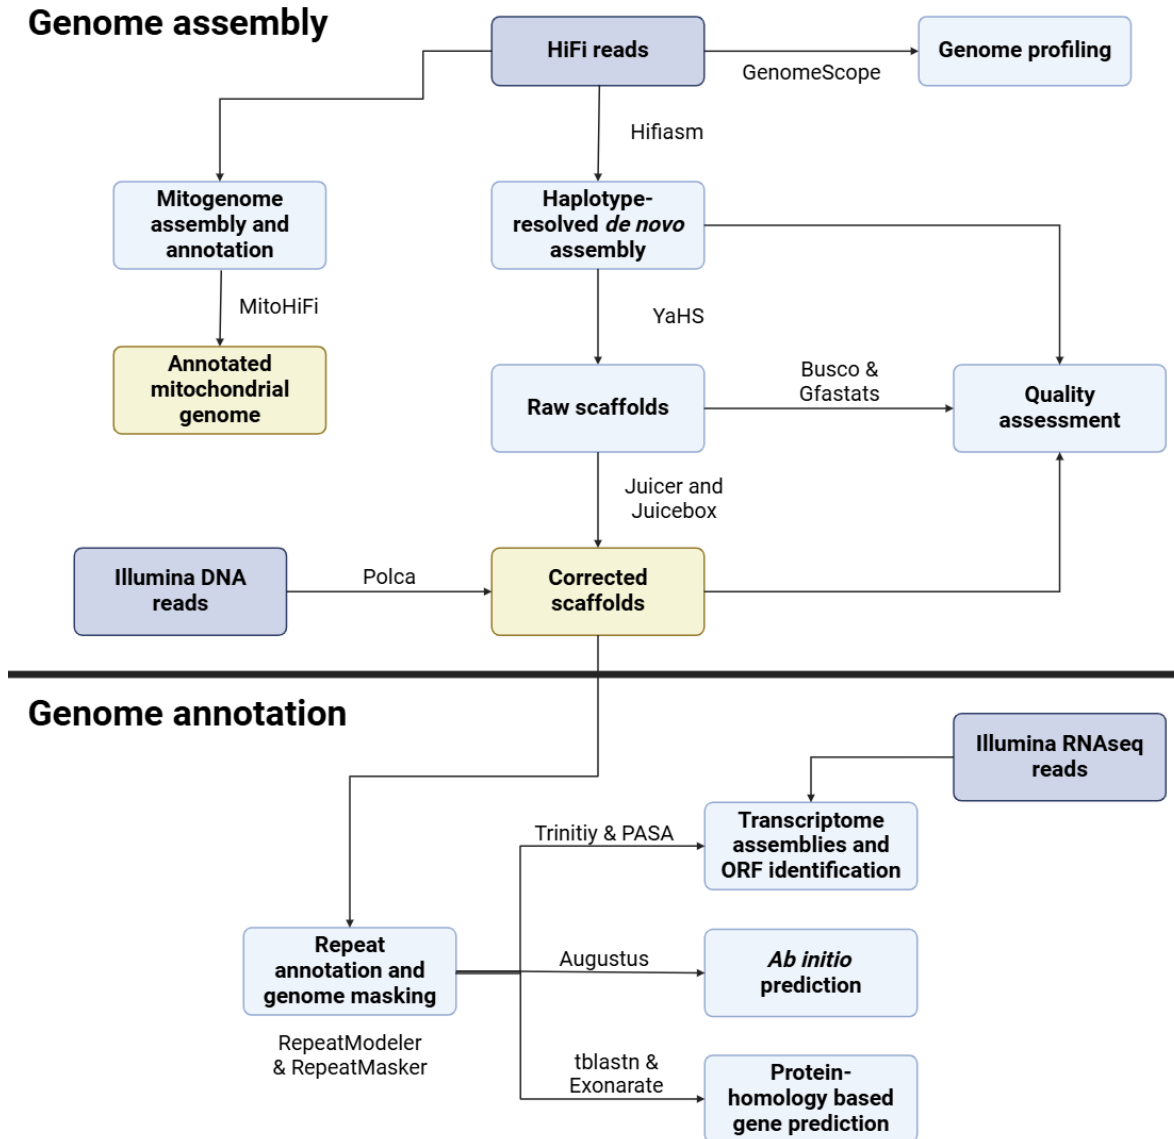 Genome assembly
HiFi reads
GenomeScope
Genome profiling
Hifiasm
Mitogenome
assembly and
annotation
Haplotype-
resolved de novo
assembly
MitoHiFi
YaHS
Annotated
mitochondrial
genome
Raw scaffolds
Busco &
Gfastats
Quality
assessment
Juicer and
Juicebox
Illumina DNA
reads
Polca
Corrected
scaffolds
Genome annotation
Illumina RNAseq
reads
Trinitiy & PASA
Transcriptome
assemblies and
ORF identification
Repeat
annotation and
genome masking
RepeatModeler
& RepeatMasker
Augustus
Ab initio
prediction
tblastn &
Exonarate
Protein-
homology based
gene prediction